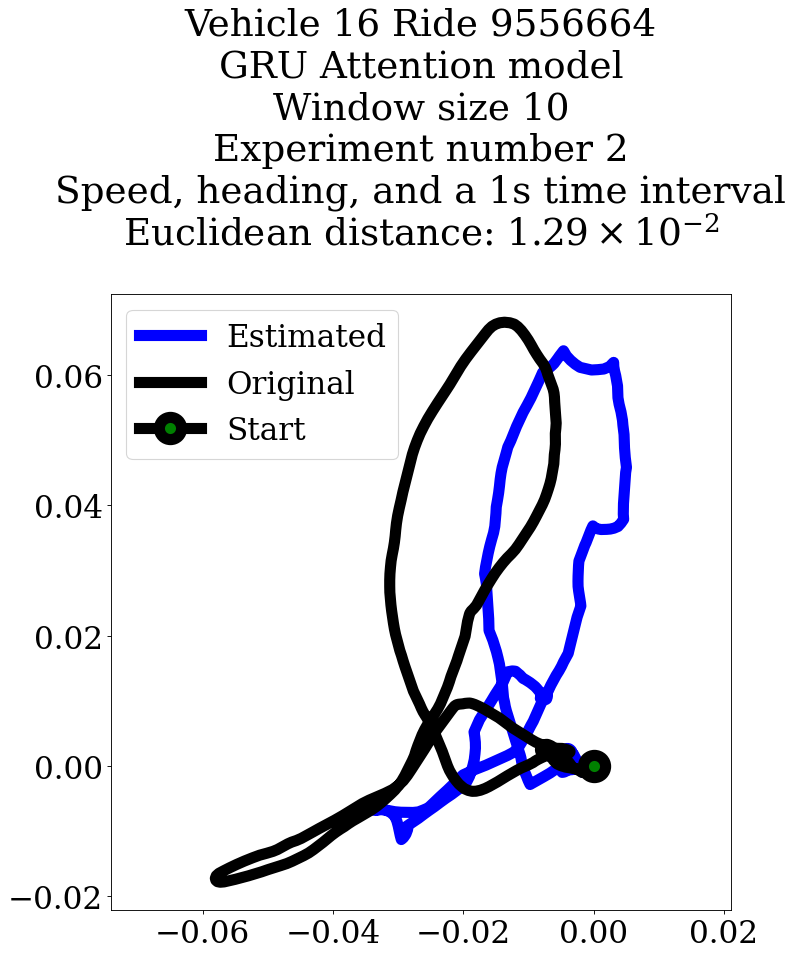 Vehicle 16 Ride 9556664
GRU Attention model
Window size 10
Experiment number 2
Speed, heading, and a 1s time interval
Euclidean distance: 1.29 × 10⁻²
Estimated
Original
Start
0.06
0.04
0.02
0.00
−0.02
−0.06 −0.04 −0.02 0.00 0.02